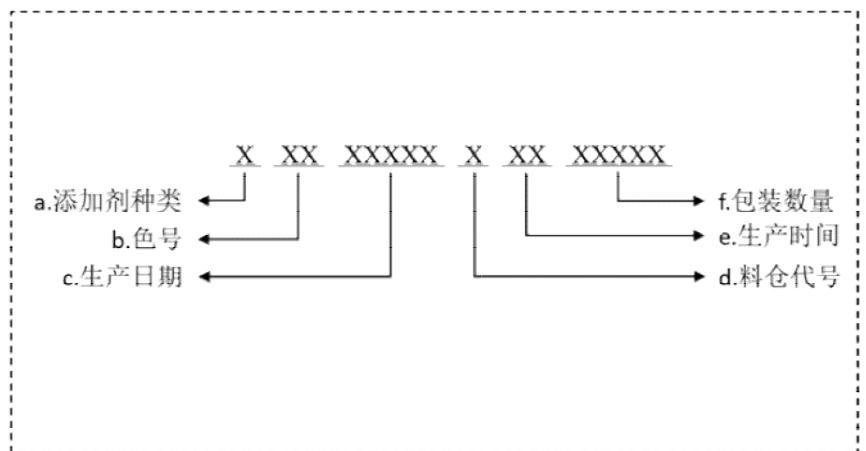 X XX XXXXX X XX XXXXX
a.添加剂种类
f.包装数量
b.色号
e.生产时间
c.生产日期
d.料仓代号